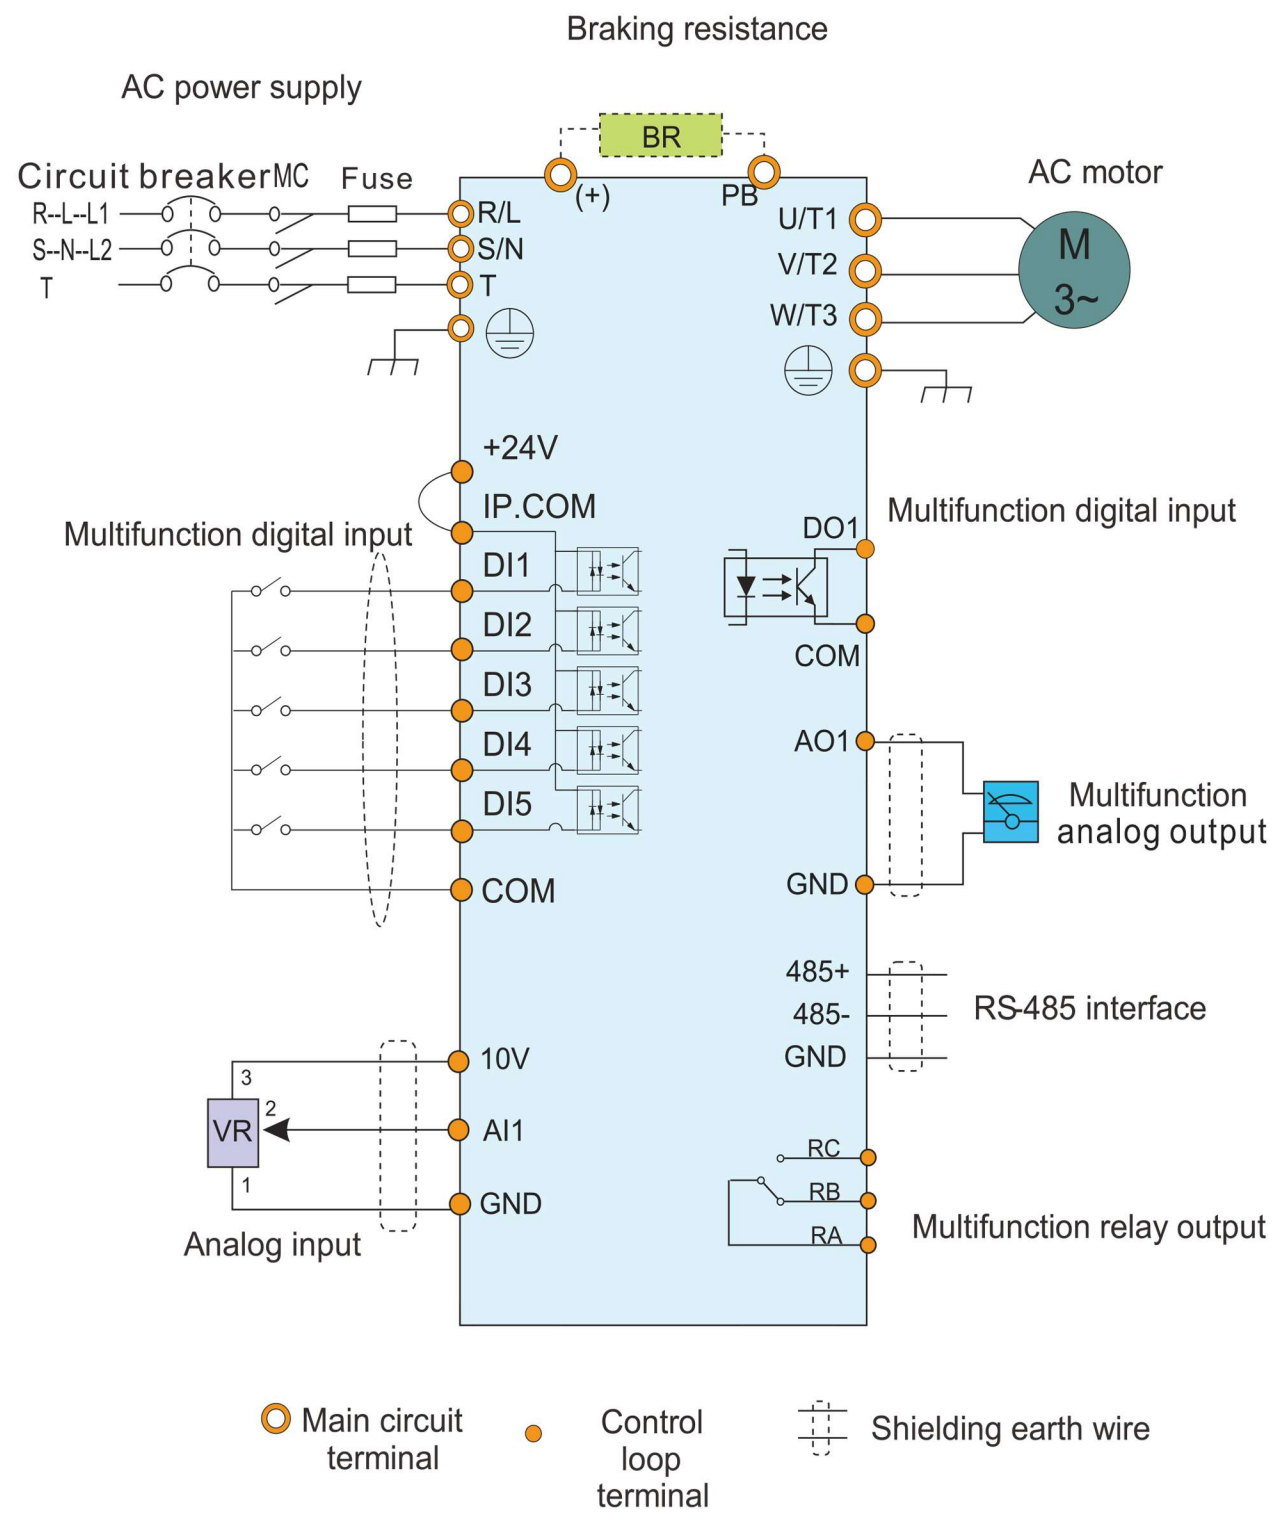 Braking resistance
AC power supply
BR
Circuit breaker MC Fuse
AC motor
(+)
PB
R--L--L1
R/L
U/T1
S--N--L2
S/N
V/T2
M
3~
T
T
W/T3
+24V
IP.COM
Multifunction digital input
DO1
Multifunction digital input
DI1
DI2
COM
DI3
DI4
AO1
DI5
Multifunction
analog output
COM
GND
485+
485-
RS-485 interface
GND
10V
3
VR
2
AI1
1
GND
Analog input
RC
RB
RA
Multifunction relay output
Main circuit
terminal
Control
loop
terminal
Shielding earth wire